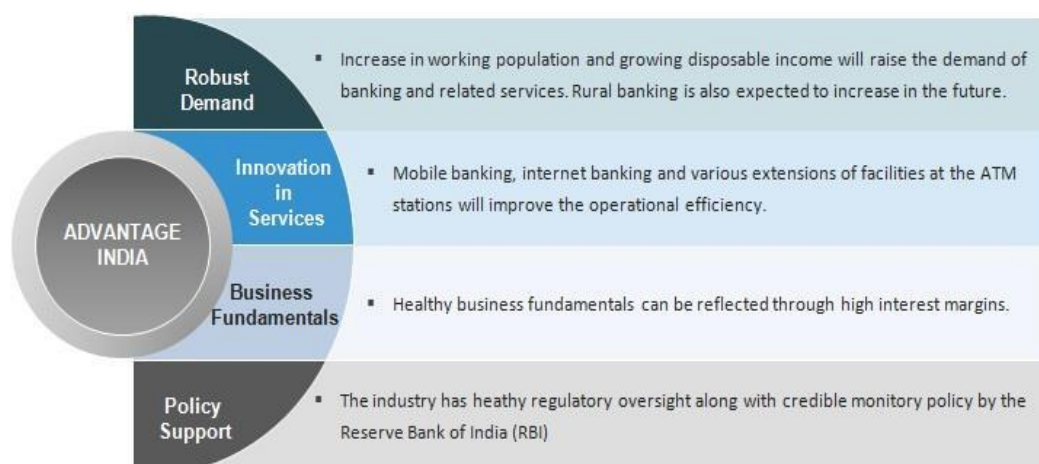 Robust
Demand
▪ Increase in working population and growing disposable income will raise the demand of
banking and related services. Rural banking is also expected to increase in the future.
Innovation
in
Services
▪ Mobile banking, internet banking and various extensions of facilities at the ATM
stations will improve the operational efficiency.
ADVANTAGE
INDIA
Business
Fundamentals
▪ Healthy business fundamentals can be reflected through high interest margins.
Policy
Support
▪ The industry has heathy regulatory oversight along with credible monitory policy by the
Reserve Bank of India (RBI)